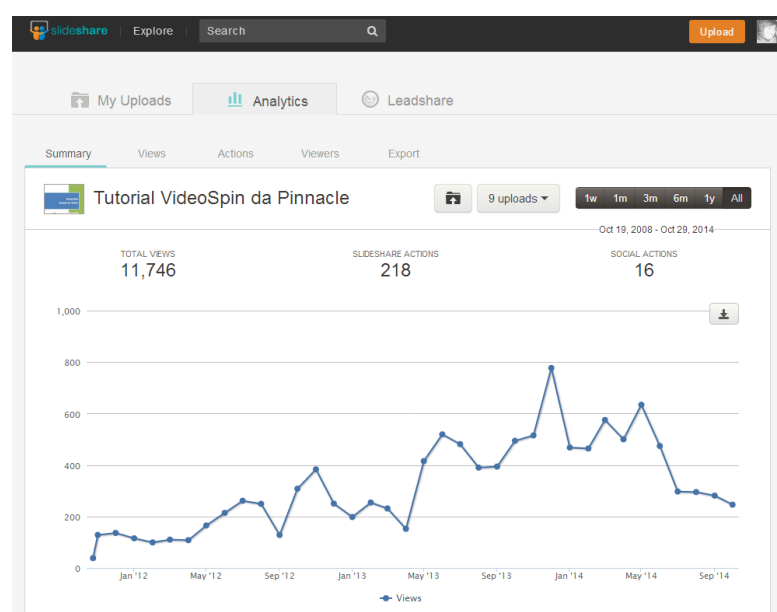 slideshare Explore Search Upload
My Uploads Analytics Leadshare
Summary Views Actions Viewers Export
Tutorial VideoSpin da Pinnacle 9 uploads 1w 1m 3m 6m 1y All
Oct 19, 2008 - Oct 29, 2014
TOTAL VIEWS SLIDESHARE ACTIONS SOCIAL ACTIONS
11,746 218 16
1,000
800
600
400
200
0
Jan '12 May '12 Sep '12 Jan '13 May '13 Sep '13 Jan '14 May '14 Sep '14
Views